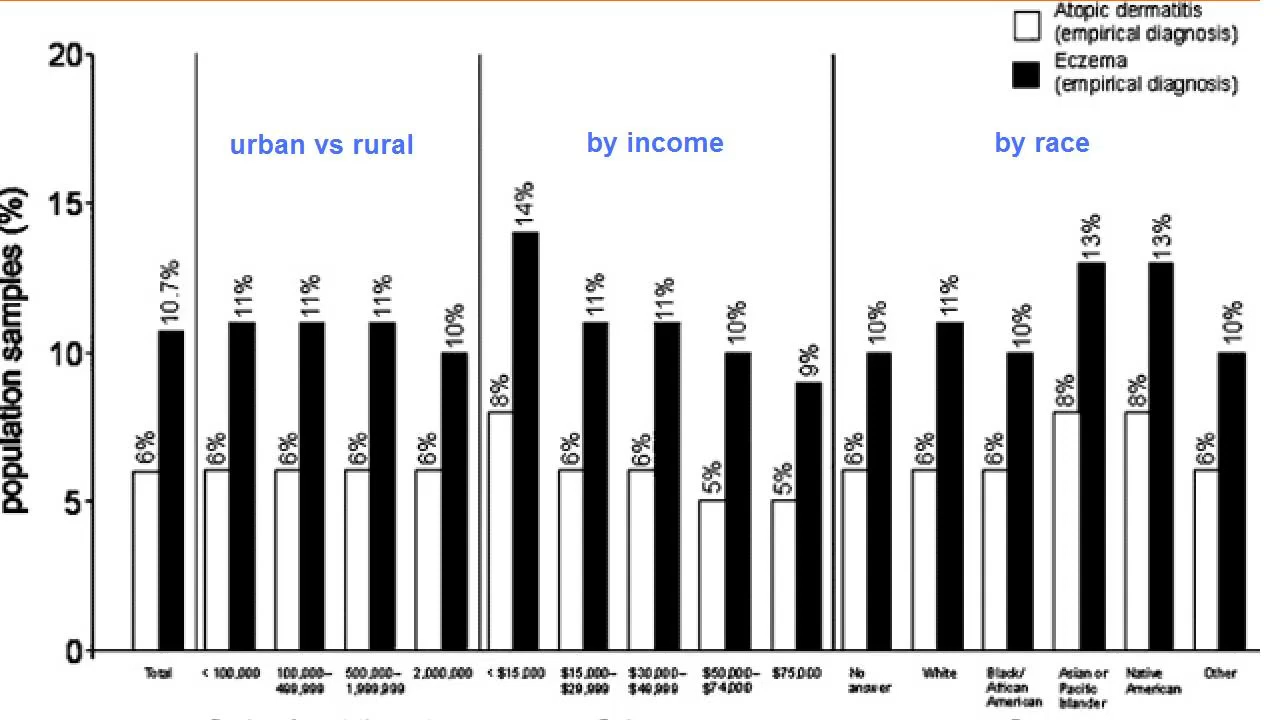 Atopic dermatitis
(empirical diagnosis)
Eczema
(empirical diagnosis)
urban vs rural
by income
by race
population samples (%)
20
15
10
5
0
6%
10.7%
6%
11%
6%
11%
6%
11%
6%
10%
8%
14%
6%
11%
6%
11%
5%
10%
5%
9%
6%
10%
6%
11%
6%
10%
8%
13%
8%
13%
6%
10%
Total
< 100,000
100,000–
499,999
500,000–
1,999,999
2,000,000
< $15,000
$15,000–
$29,999
$30,000–
$49,999
$50,000–
$74,000
$75,000
No
answer
White
Black/
African
American
Asian or
Pacific
Islander
Native
American
Other